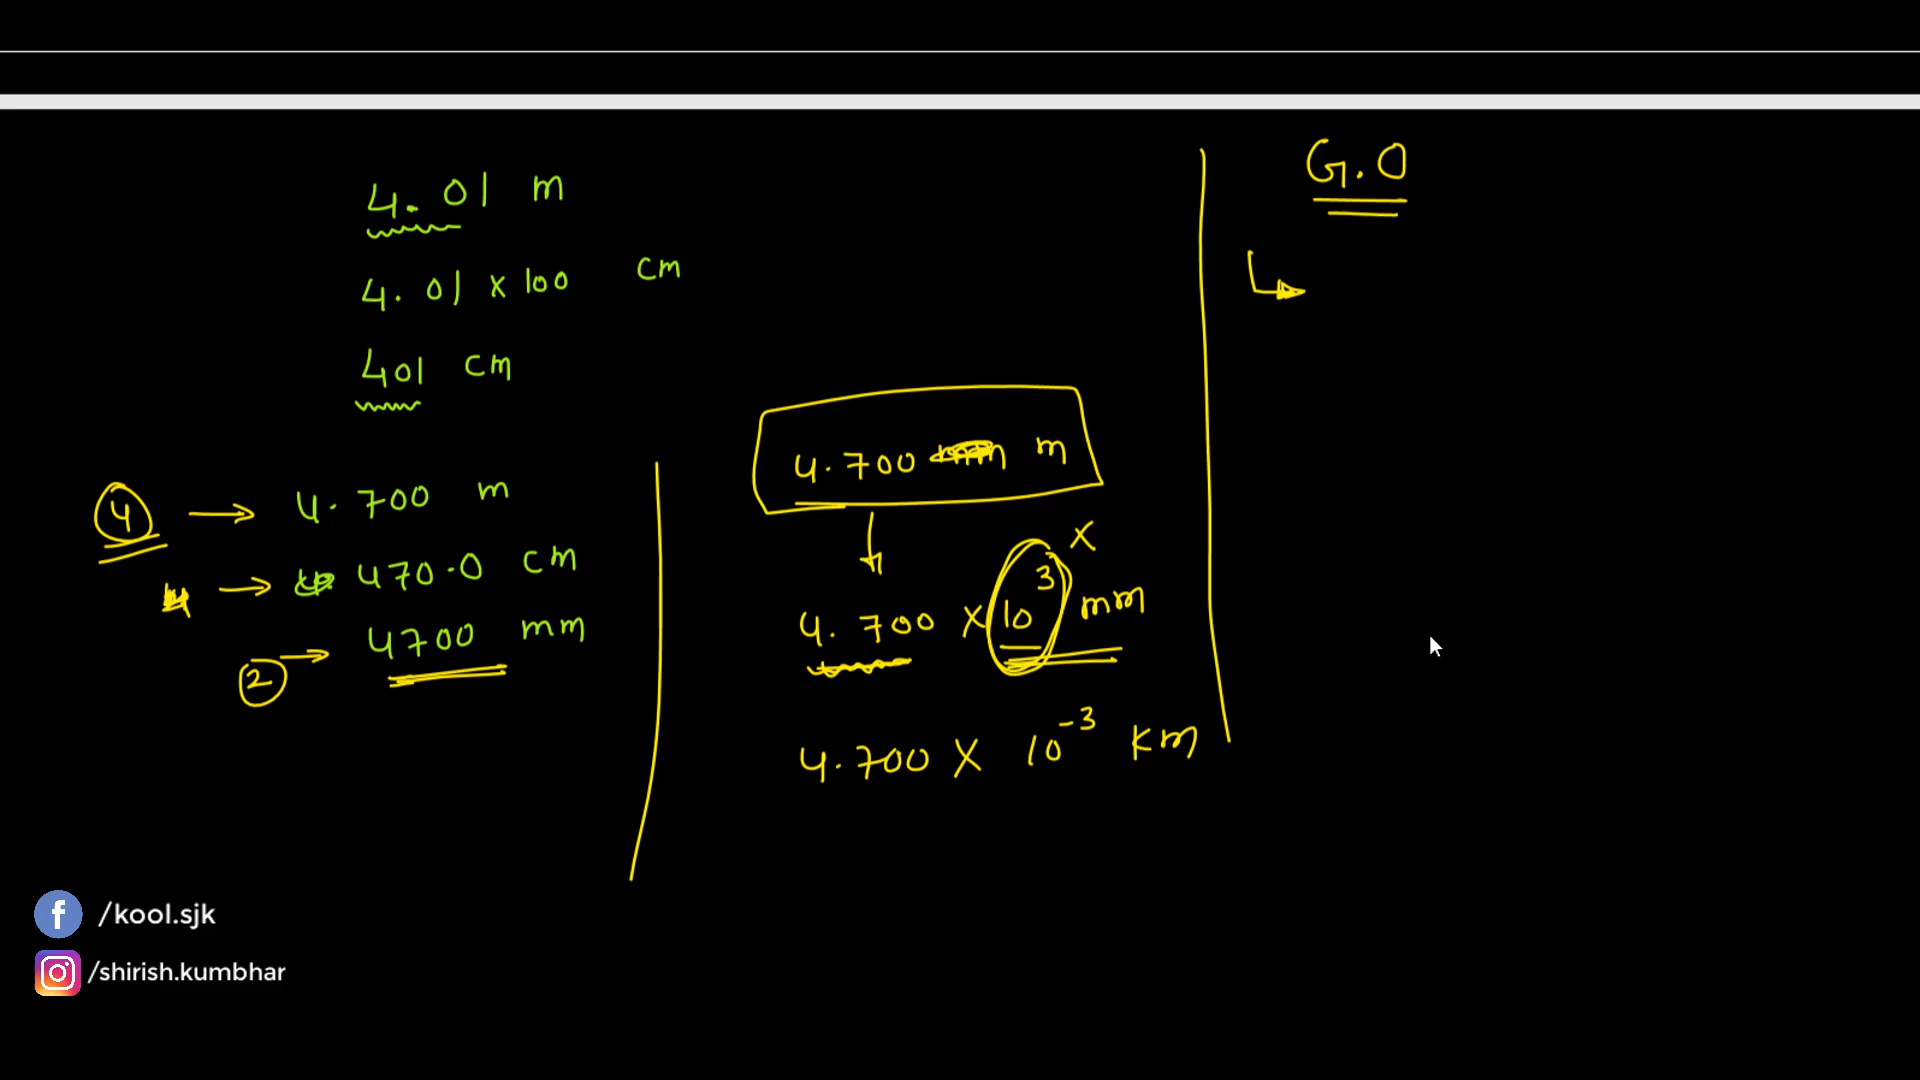 4.01 m
4.01 x 100 cm
401 cm
④ → 4.700 m
→ 470.0 cm
② → 4700 mm
4.700 m
4.700 x 10³ mm
x
4.700 x 10⁻³ km
G.O
/kool.sjk
/shirish.kumbhar